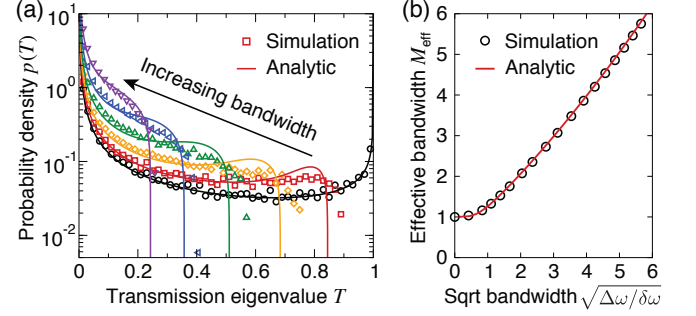 (a)
10¹
10⁰
10⁻¹
10⁻²
Probability density p(T)
Simulation
Analytic
Increasing bandwidth
0 0.2 0.4 0.6 0.8 1
Transmission eigenvalue T
(b)
6
5
4
3
2
1
0
Effective bandwidth M_eff
Simulation
Analytic
0 1 2 3 4 5 6
Sqrt bandwidth √Δω/δω